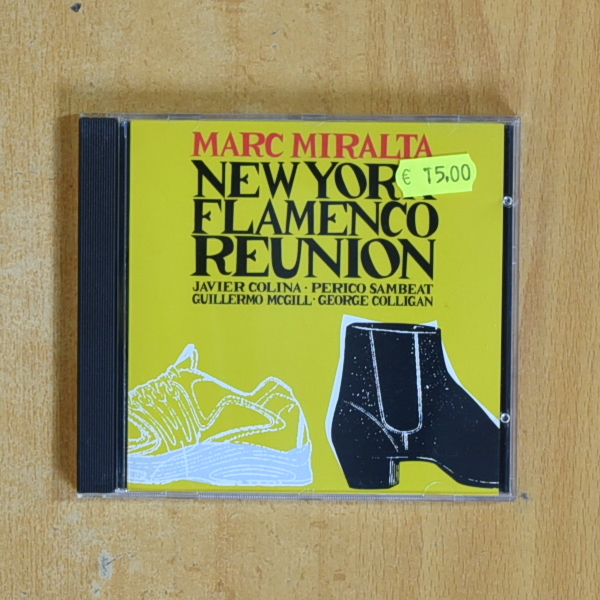 MARC MIRALTA
NEW YORK
FLAMENCO
REUNION
JAVIER COLINA · PERICO SAMBEAT
GUILLERMO MCGILL · GEORGE COLLIGAN
€ 15,00